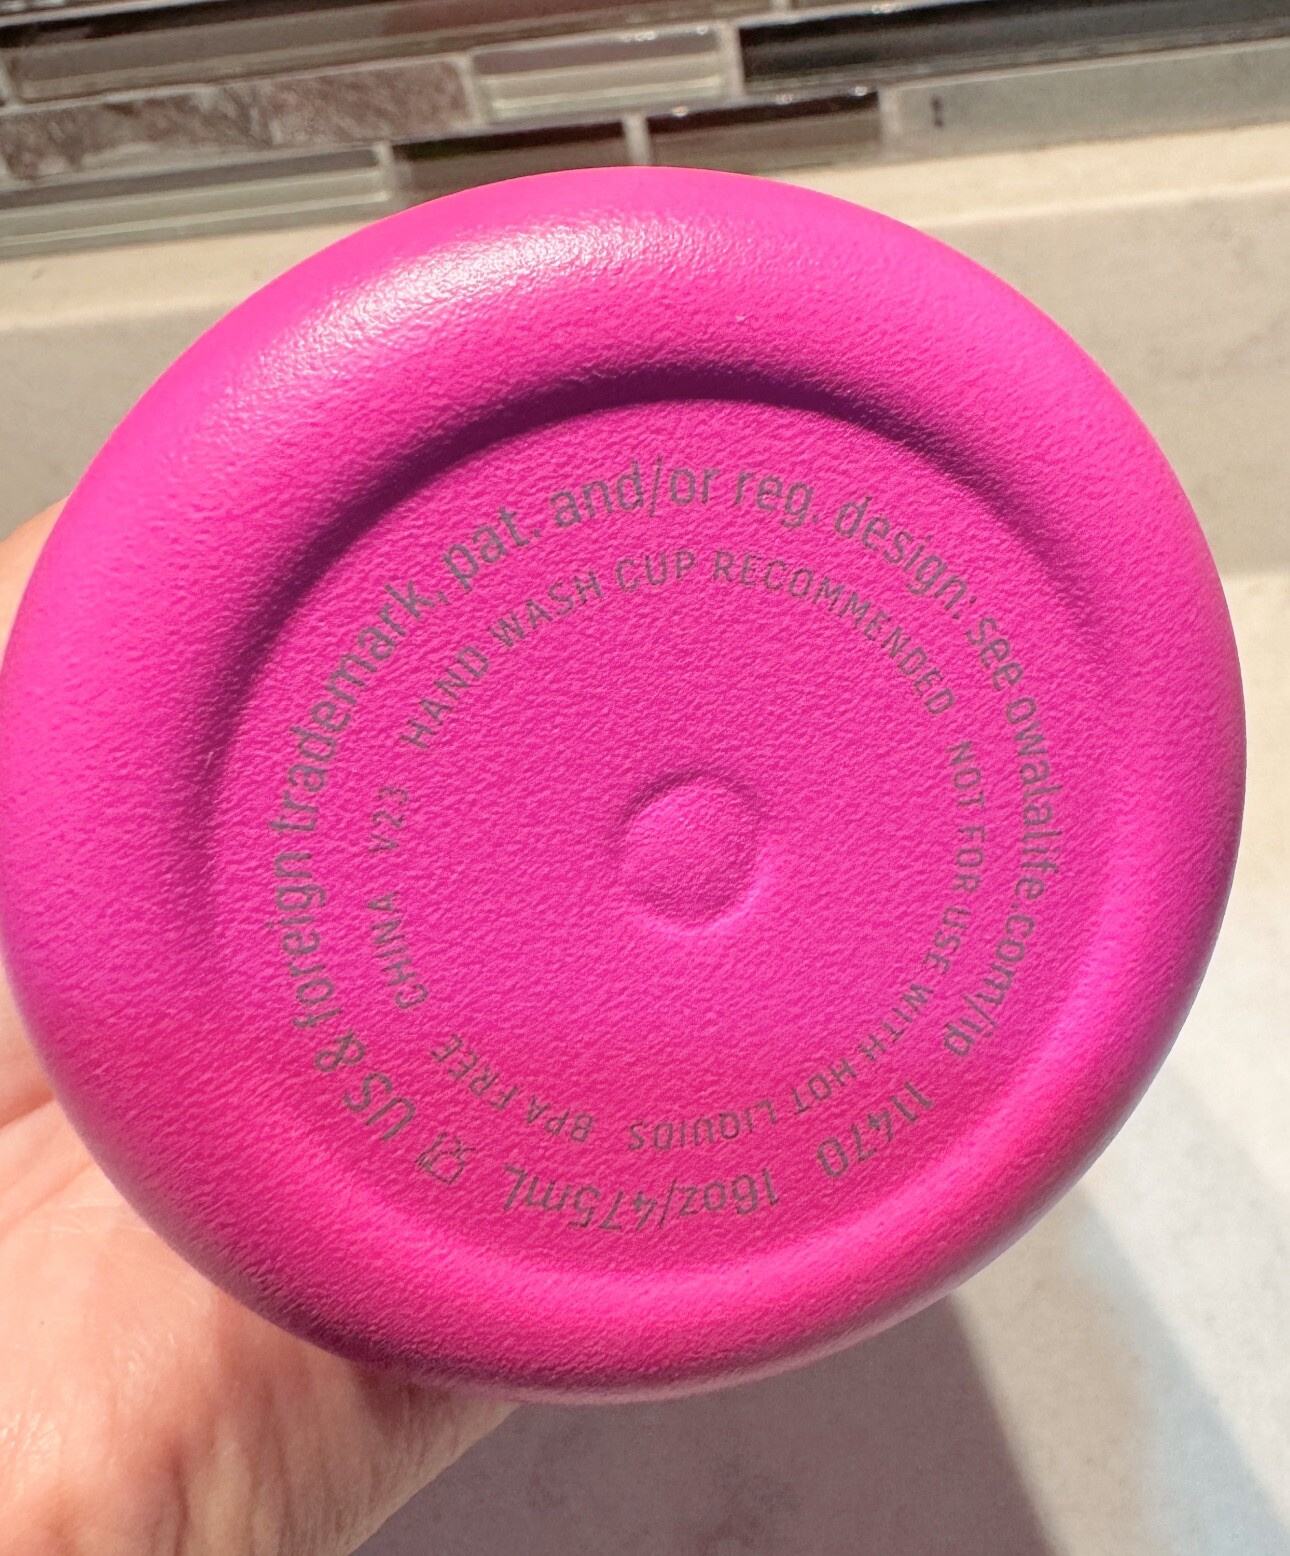 US & foreign trademark, pat. and/or reg. design: see owalalife.com/ip 11470 16oz/475mL
HAND WASH CUP RECOMMENDED NOT FOR USE WITH HOT LIQUIDS BPA FREE CHINA V23